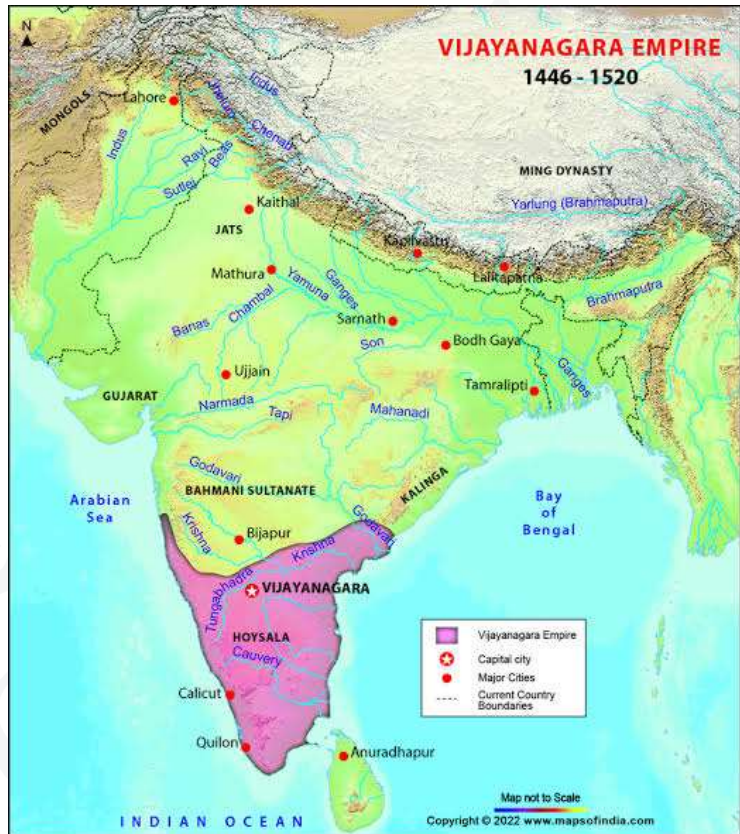 N
VIJAYANAGARA EMPIRE
1446 - 1520
MONGOLS
Lahore
Indus
Jhelum
Indus
Chenab
Ravi
Beas
Sutlej
MING DYNASTY
Yarlung (Brahmaputra)
Kaithal
JATS
Kapilvastu
Lalitapatna
Mathura
Yamuna
Ganges
Brahmaputra
Banas
Chambal
Sarnath
Son
Bodh Gaya
Ganges
Ujjain
Tamralipti
GUJARAT
Narmada
Tapi
Mahanadi
Godavari
BAHMANI SULTANATE
KALINGA
Arabian
Sea
Bay
of
Bengal
Krishna
Bijapur
Godavari
Krishna
Tungabhadra
VIJAYANAGARA
HOYSALA
Cauvery
Calicut
Quilon
Anuradhapur
Vijayanagara Empire
Capital city
Major Cities
Current Country
Boundaries
INDIAN OCEAN
Map not to Scale
Copyright © 2022 www.mapsofindia.com